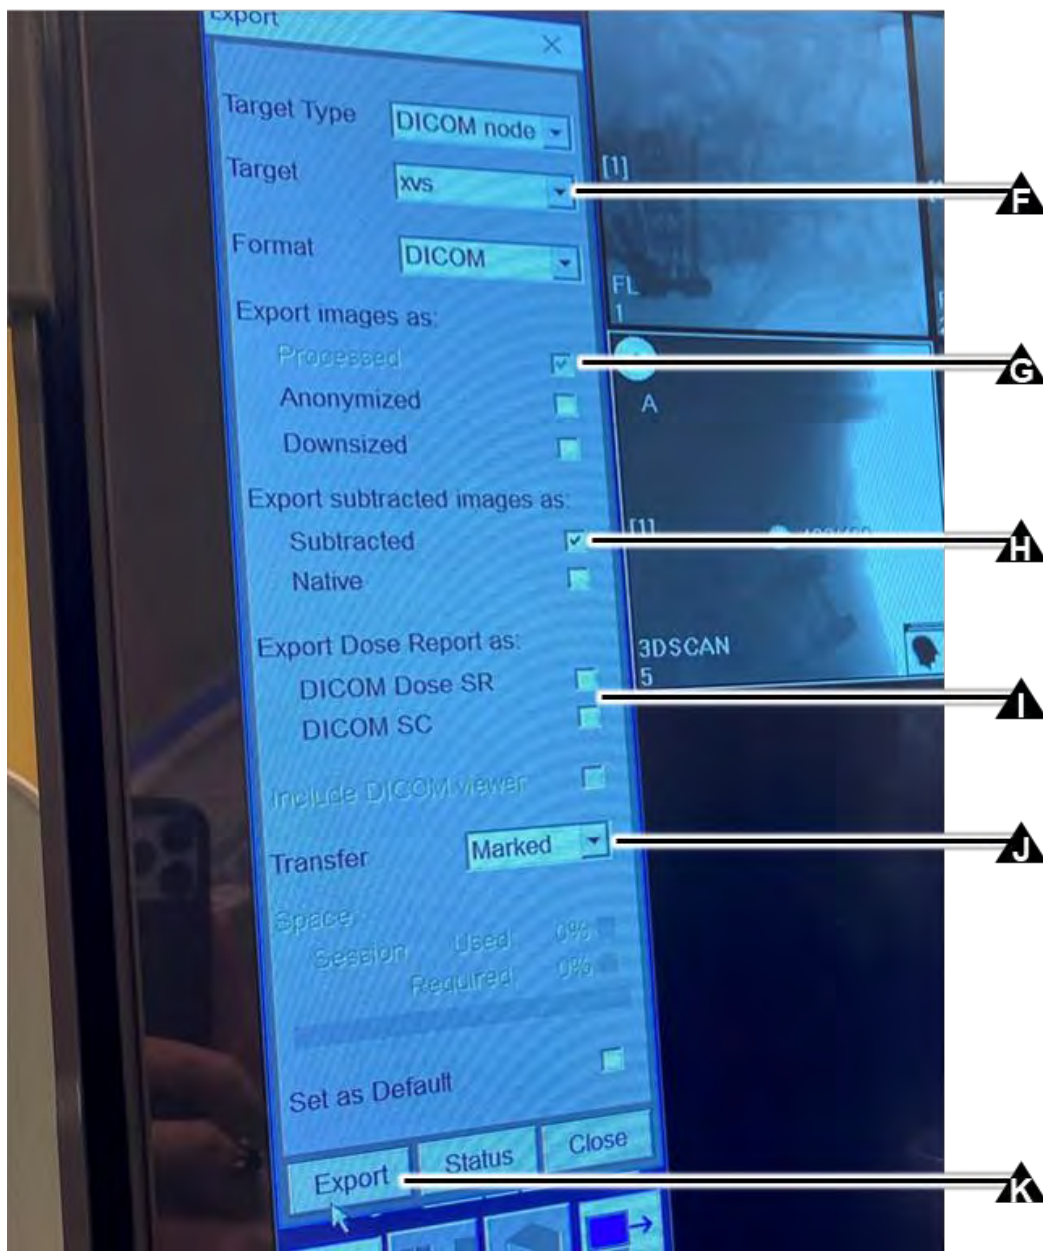 Export
Target Type DICOM node
Target xvs
[1]
F
Format DICOM
FL
1
Export images as:
Processed
G
Anonymized
A
Downsized
Export subtracted images as:
Subtracted
[1]
H
Native
Export Dose Report as:
3DSCAN
DICOM Dose SR
5
I
DICOM SC
Include DICOM viewer
Transfer Marked
J
Space
Session Used 0%
Required 0%
Set as Default
Export Status Close
K